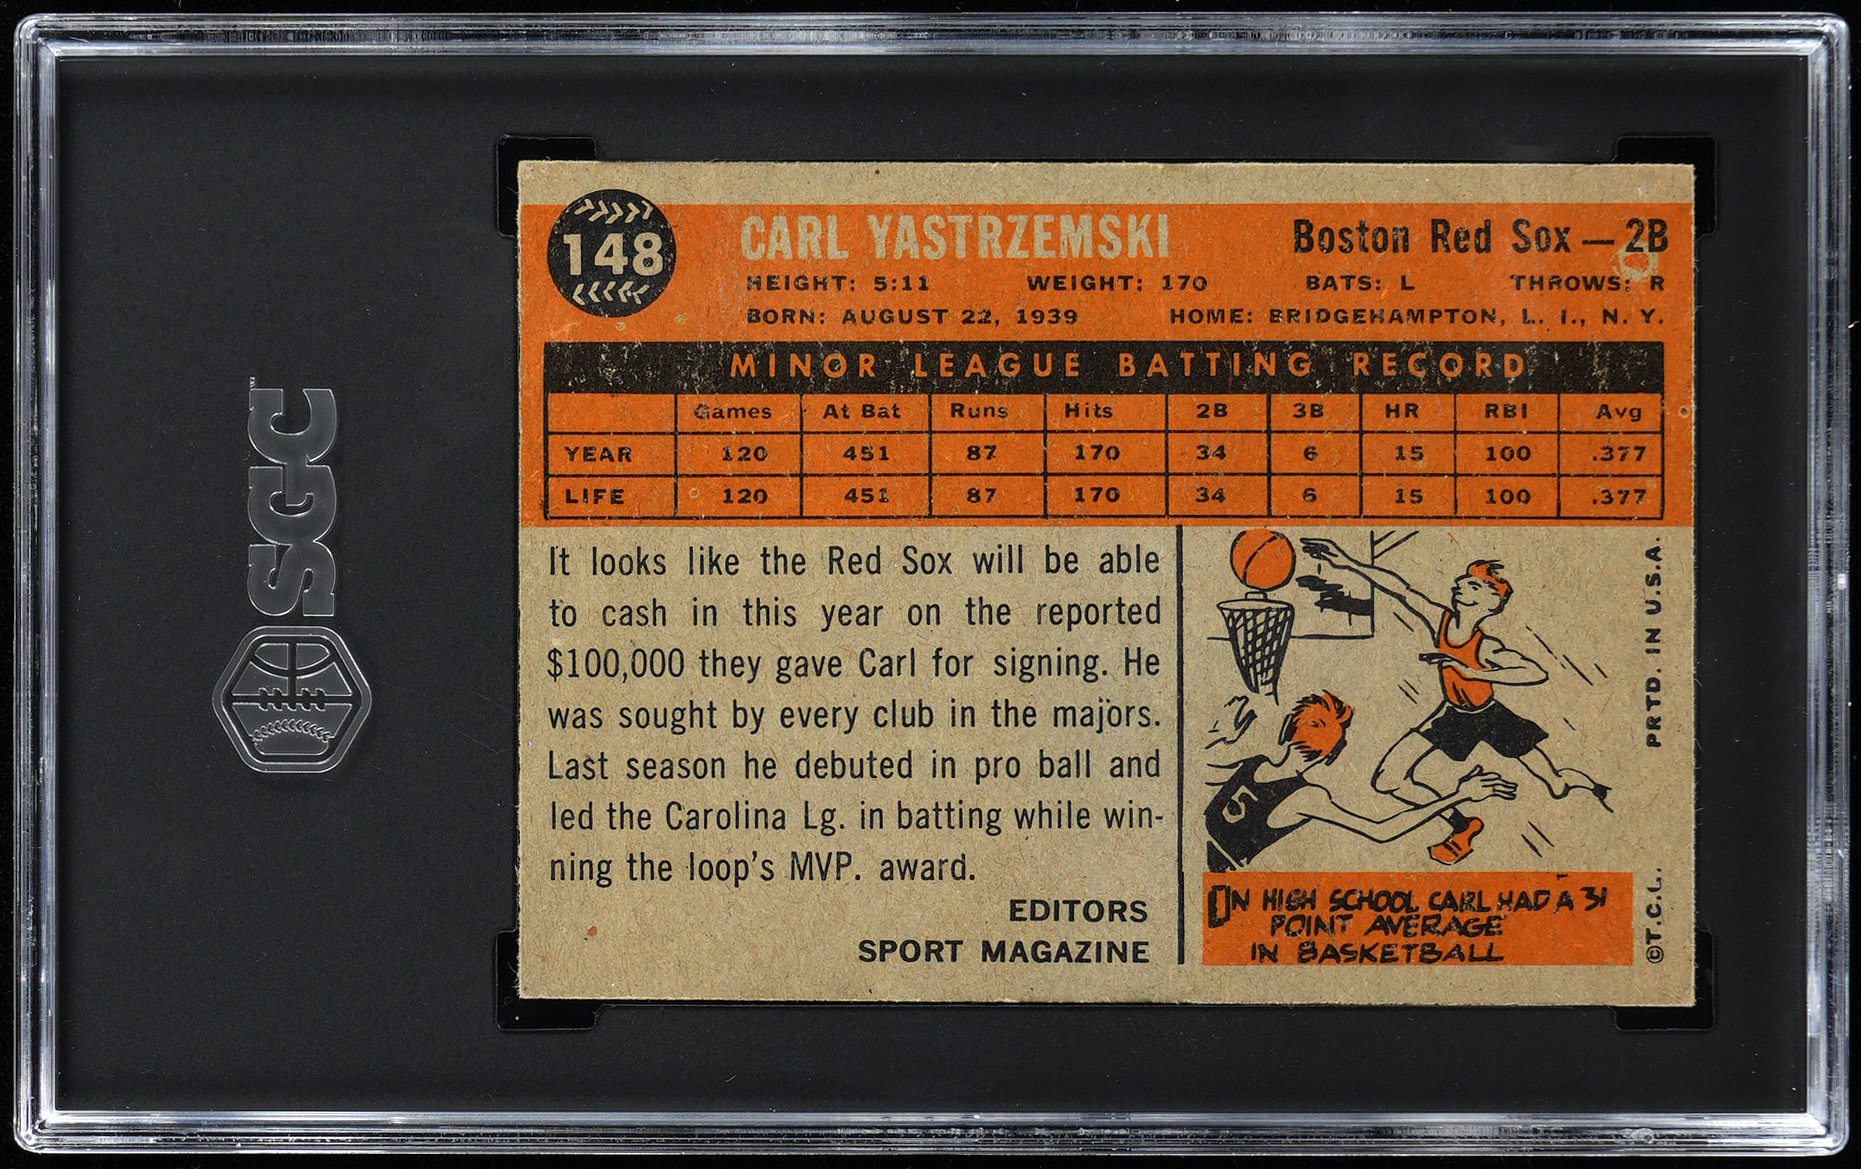 SGC
148
CARL YASTRZEMSKI
Boston Red Sox — 2B
HEIGHT: 5:11 WEIGHT: 170 BATS: L THROWS: R
BORN: AUGUST 22, 1939 HOME: BRIDGEHAMPTON, L. I., N. Y.
MINOR LEAGUE BATTING RECORD
Games At Bat Runs Hits 2B 3B HR RBI Avg
YEAR 120 451 87 170 34 6 15 100 .377
LIFE 120 451 87 170 34 6 15 100 .377
It looks like the Red Sox will be able
to cash in this year on the reported
$100,000 they gave Carl for signing. He
was sought by every club in the majors.
Last season he debuted in pro ball and
led the Carolina Lg. in batting while win-
ning the loop's MVP. award.
EDITORS
SPORT MAGAZINE
5
IN HIGH SCHOOL CARL HAD A 31
POINT AVERAGE
IN BASKETBALL
©T.C.G. PRTD. IN U.S.A.